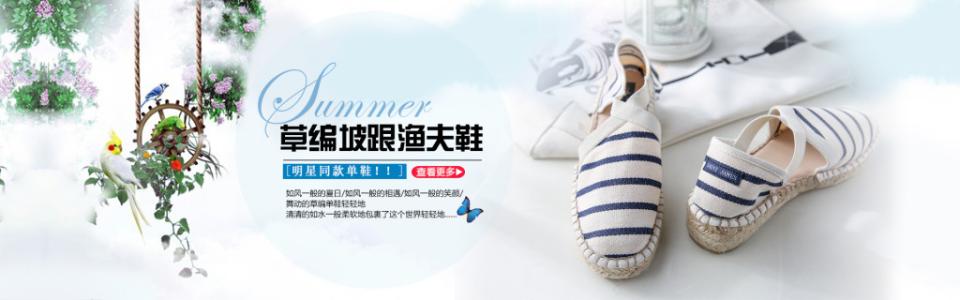 Summer
草编坡跟渔夫鞋
[明星同款单鞋!!]
查看更多
如风一般的夏日/如风一般的相遇/如风一般的笑颜/
舞动的草编单鞋轻轻地
清清的如水一般柔软地包裹了这个世界轻轻地......